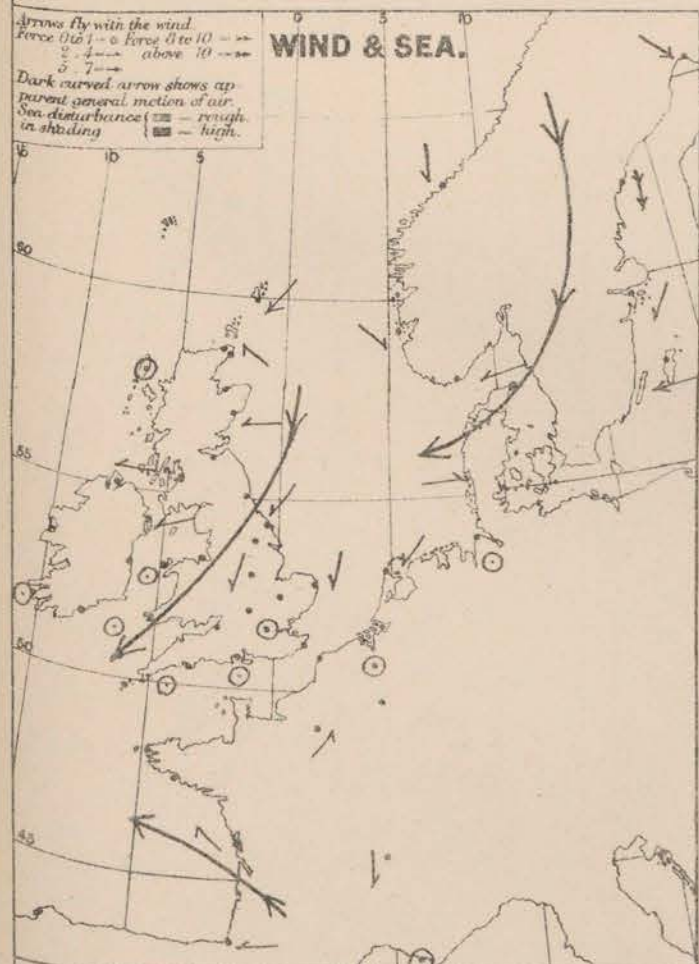 Arrows fly with the wind.
Force 0 to 1 — o Force 8 to 10 —
2 . 4 — above 10 —
5 . 7 —
Dark curved arrow shows ap
parent general motion of air.
Sea disturbance { — rough.
in shading { — high.
WIND & SEA.
10 5 0 5 10
60
55
50
45